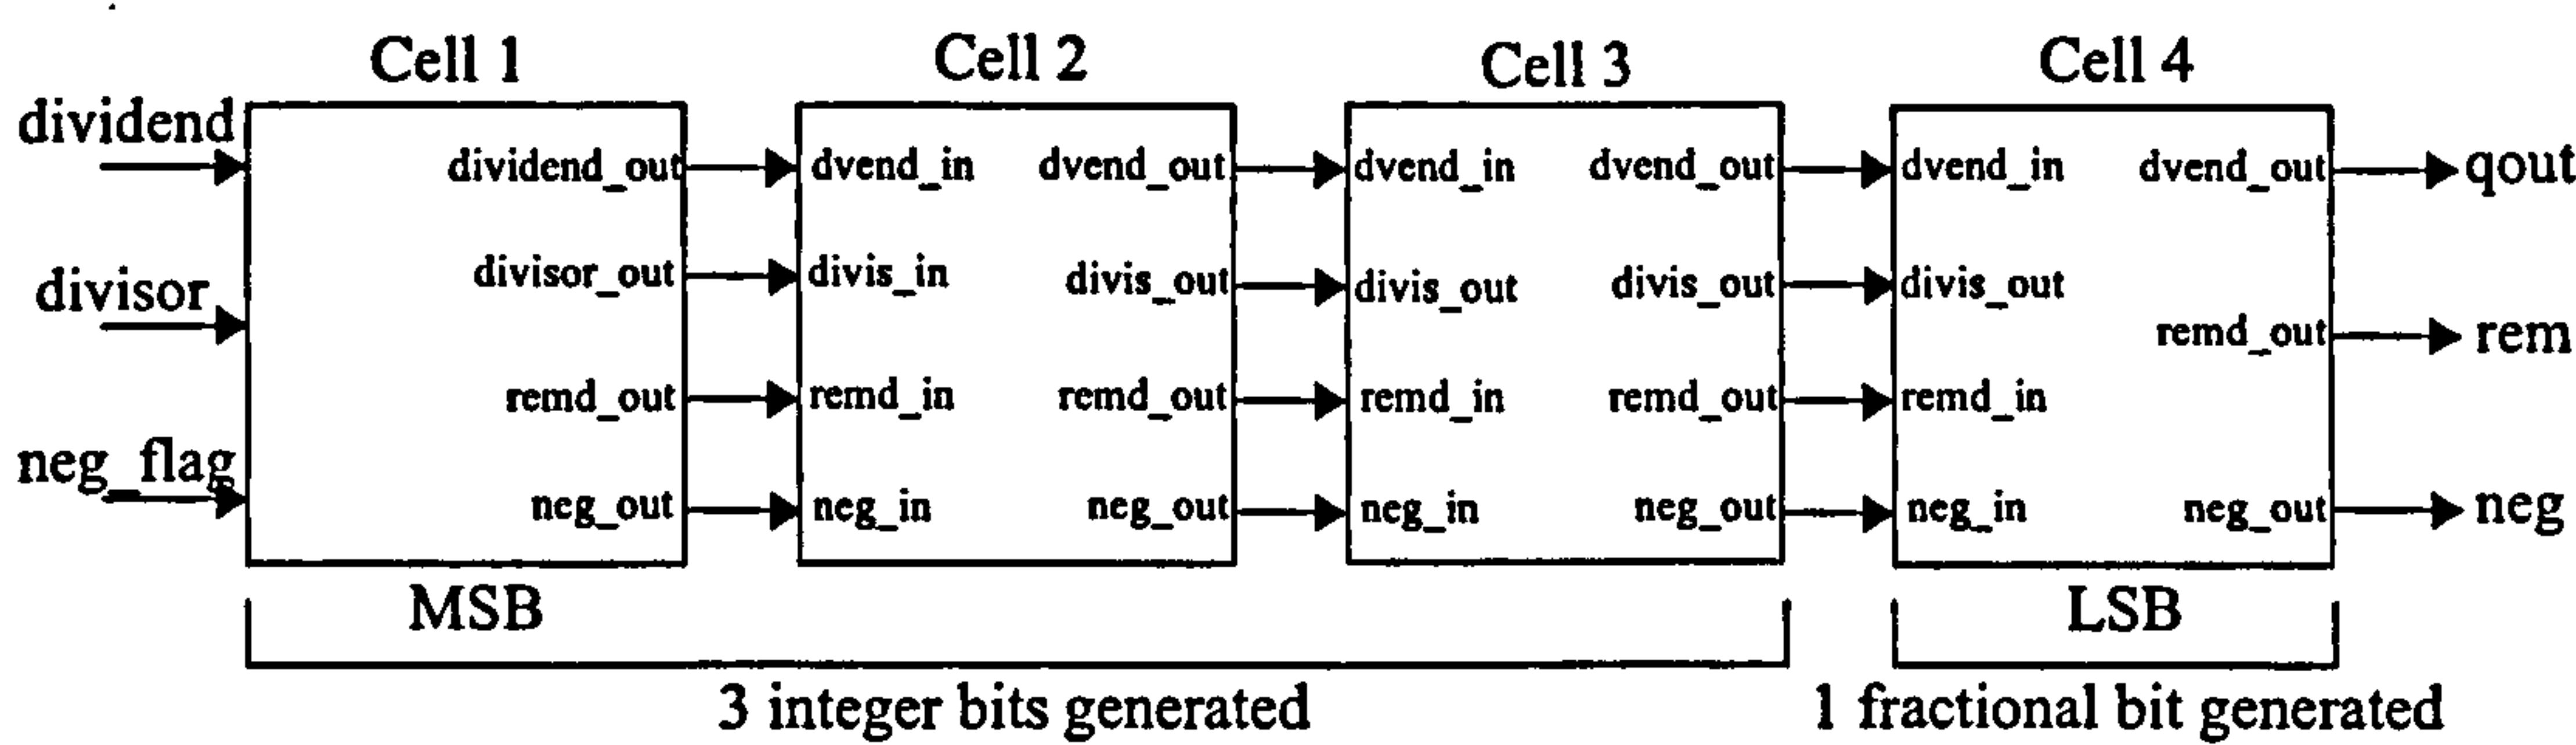 Cell 1 Cell 2 Cell 3 Cell 4
dividend
dividend_out dvend_in dvend_out dvend_in dvend_out dvend_in dvend_out qout
divisor
divisor_out divis_in divis_out divis_out divis_out divis_out
remd_out rem
remd_out remd_in remd_out remd_in remd_out remd_in
neg_flag
neg_out neg_in neg_out neg_in neg_out neg_in neg_out neg
MSB LSB
3 integer bits generated 1 fractional bit generated